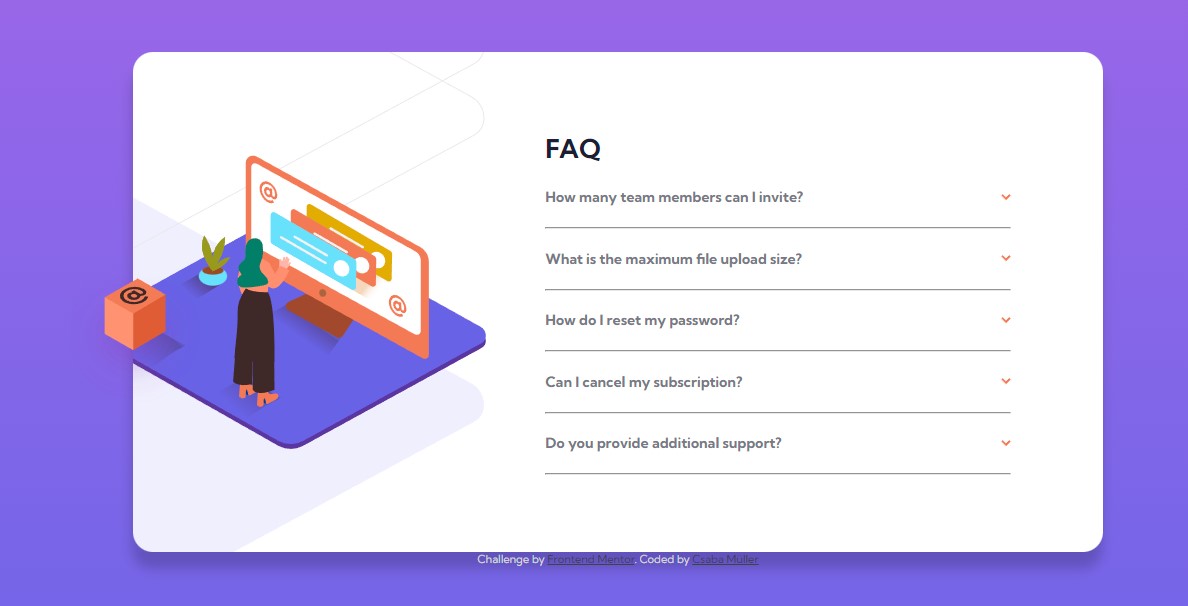 FAQ
How many team members can I invite?
What is the maximum file upload size?
How do I reset my password?
Can I cancel my subscription?
Do you provide additional support?
Challenge by Frontend Mentor. Coded by Csaba Müller